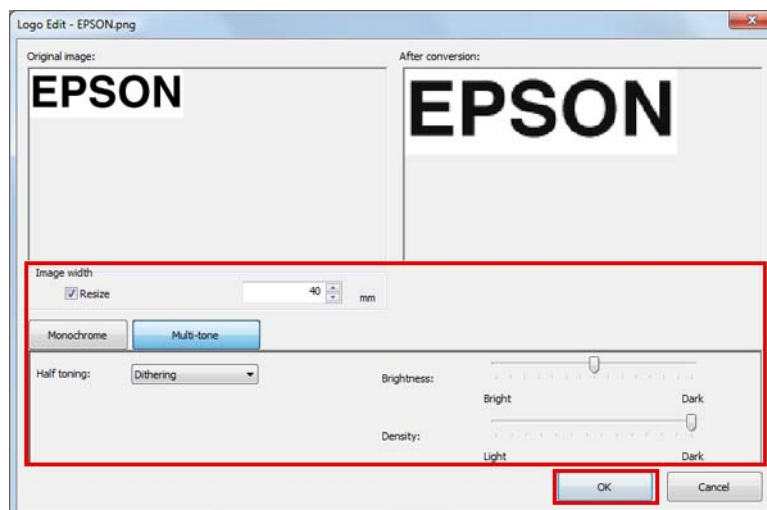 Logo Edit - EPSON.png
Original image:
After conversion:
EPSON
EPSON
Image width
Resize
40
mm
Monochrome
Multi-tone
Half toning:
Dithering
Brightness:
Bright
Dark
Density:
Light
Dark
OK
Cancel